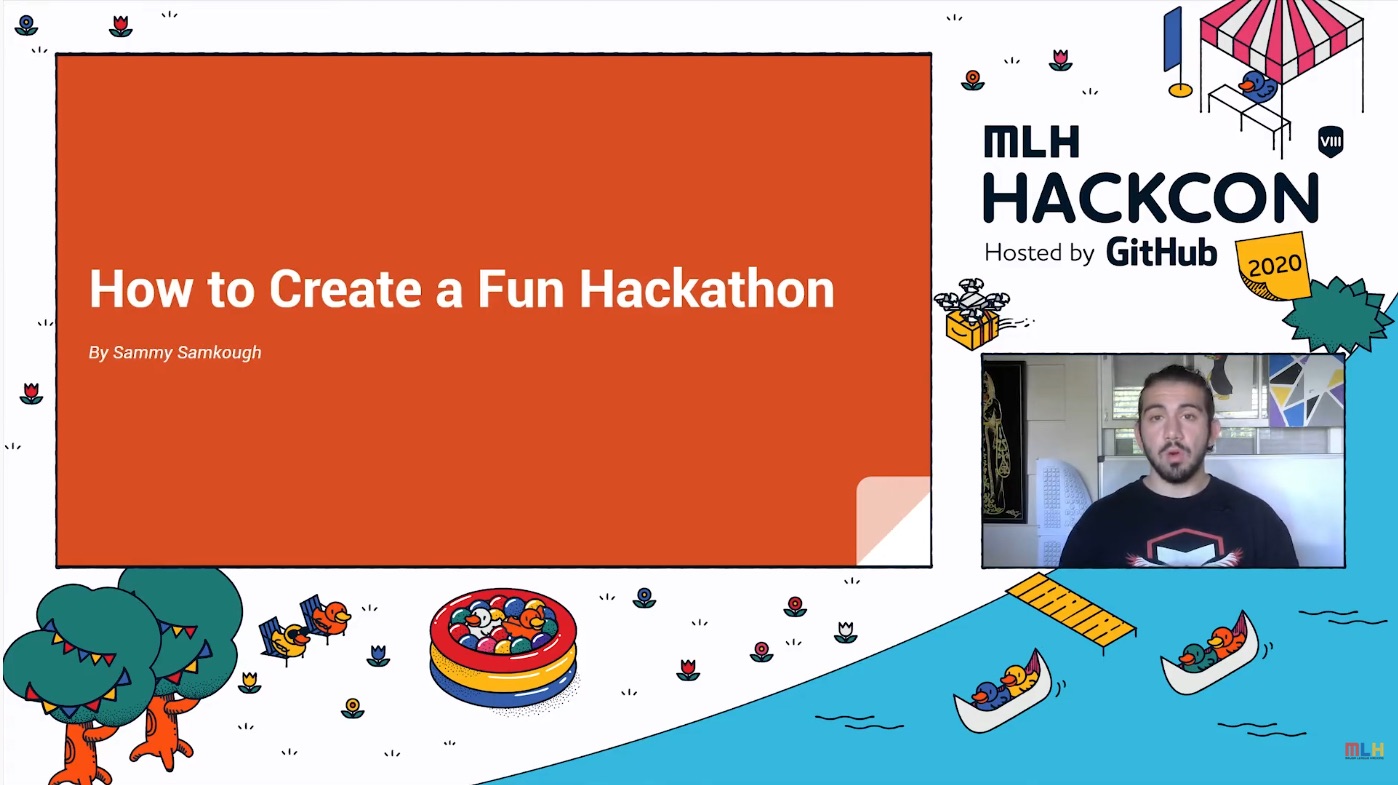 How to Create a Fun Hackathon
By Sammy Samkough
MLH
VIII
HACKCON
Hosted by GitHub
2020
MLH